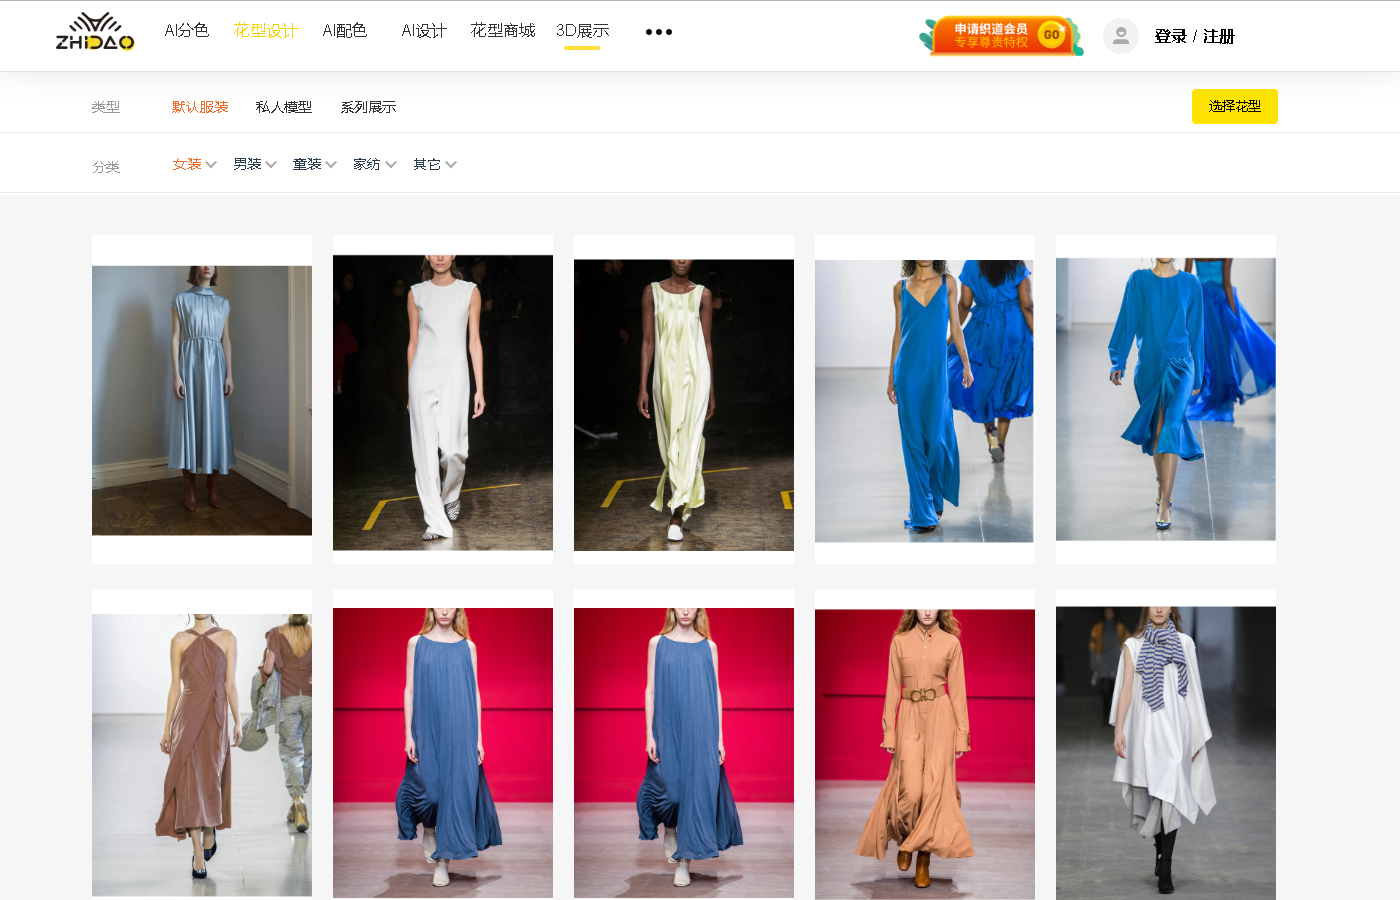 ZHIDAO
AI分色 花型设计 AI配色 AI设计 花型商城 3D展示
申请织道会员
专享尊贵特权
GO
登录 / 注册
类型 默认服装 私人模型 系列展示
选择花型
分类 女装 男装 童装 家纺 其它